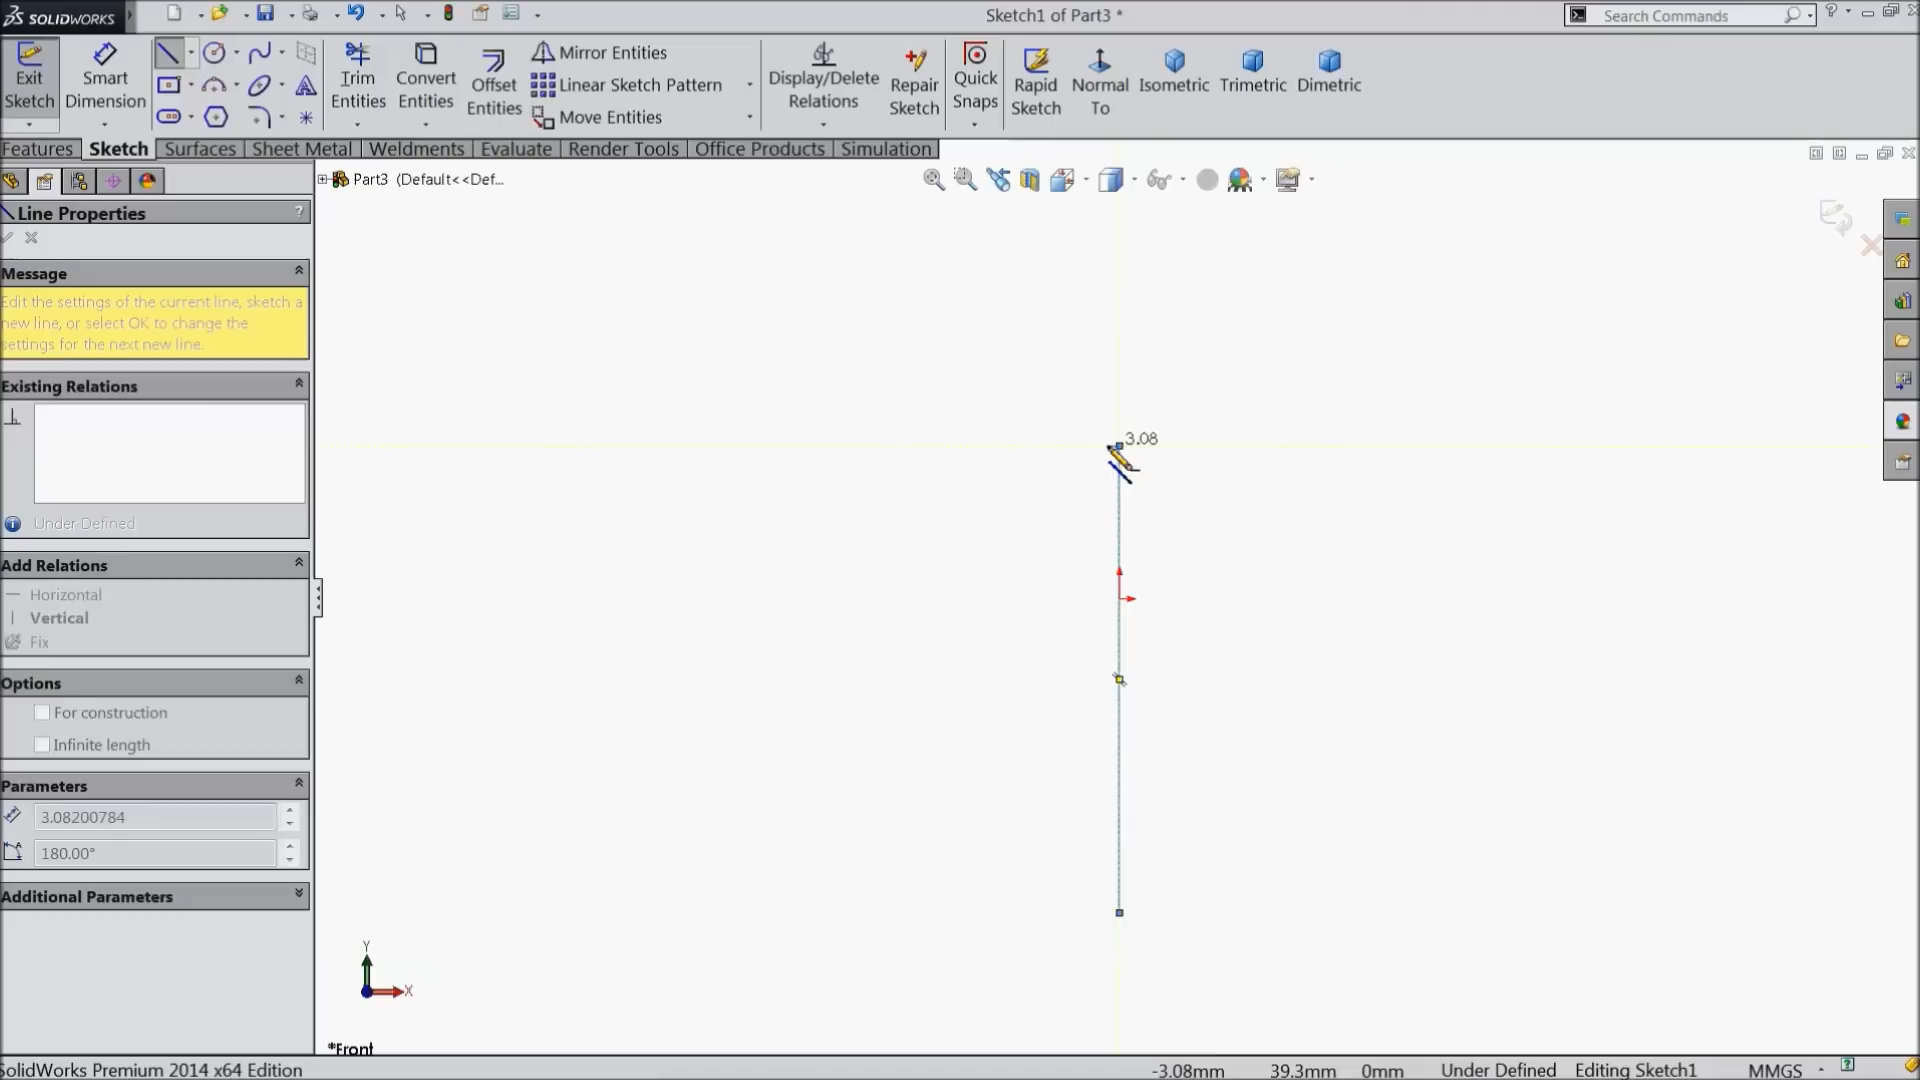 SOLIDWORKS
Sketch1 of Part3 *
Search Commands
Exit Sketch
Smart Dimension
Trim Entities
Convert Entities
Offset Entities
Mirror Entities
Linear Sketch Pattern
Move Entities
Display/Delete Relations
Repair Sketch
Quick Snaps
Rapid Sketch
Normal To
Isometric
Trimetric
Dimetric
Features
Sketch
Surfaces
Sheet Metal
Weldments
Evaluate
Render Tools
Office Products
Simulation
Part3 (Default<<Def...
Line Properties
?
Message
Edit the settings of the current line, sketch a
new line, or select OK to change the
settings for the next new line.
Existing Relations
Under Defined
Add Relations
Horizontal
Vertical
Fix
Options
For construction
Infinite length
Parameters
3.08200784
180.00°
Additional Parameters
3.08
Y
X
*Front
SolidWorks Premium 2014 x64 Edition
-3.08mm
39.3mm
0mm
Under Defined
Editing Sketch1
MMGS